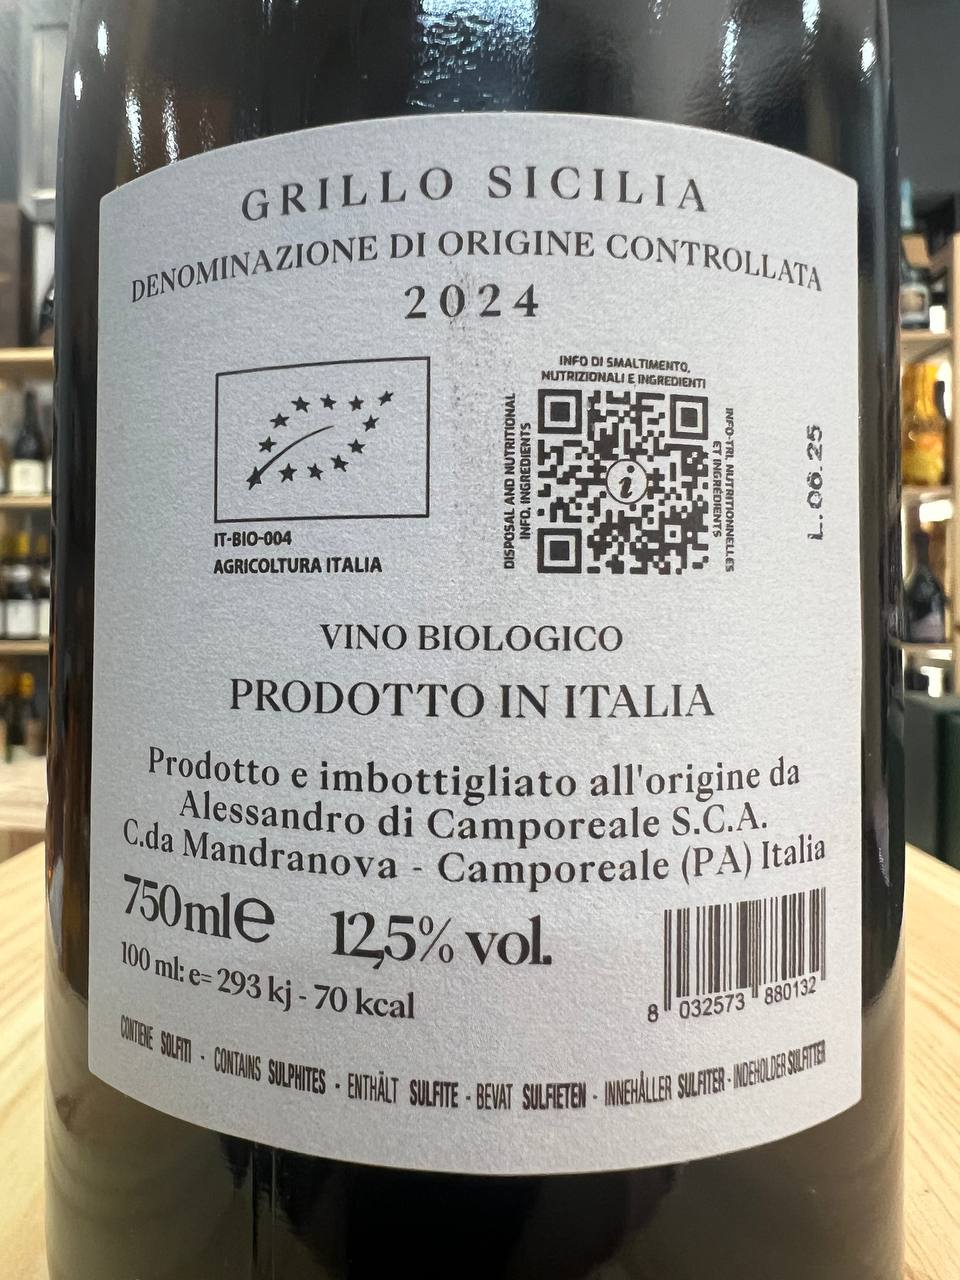 GRILLO SICILIA
DENOMINAZIONE DI ORIGINE CONTROLLATA
2024
INFO DI SMALTIMENTO,
NUTRIZIONALI E INGREDIENTI
DISPOSAL AND NUTRITIONAL
INFO, INGREDIENTS
INFO-TRI, NUTRITIONNELLES
ET INGRÉDIENTS
i
L.06.25
IT-BIO-004
AGRICOLTURA ITALIA
VINO BIOLOGICO
PRODOTTO IN ITALIA
Prodotto e imbottigliato all'origine da
Alessandro di Camporeale S.C.A.
C.da Mandranova - Camporeale (PA) Italia
750ml e 12,5% vol.
100 ml: e= 293 kj - 70 kcal
8 032573 880132
CONTIENE SOLFITI - CONTAINS SULPHITES - ENTHÄLT SULFITE - BEVAT SULFIETEN - INNEHÅLLER SULFITER - INDEHOLDER SULFITTER